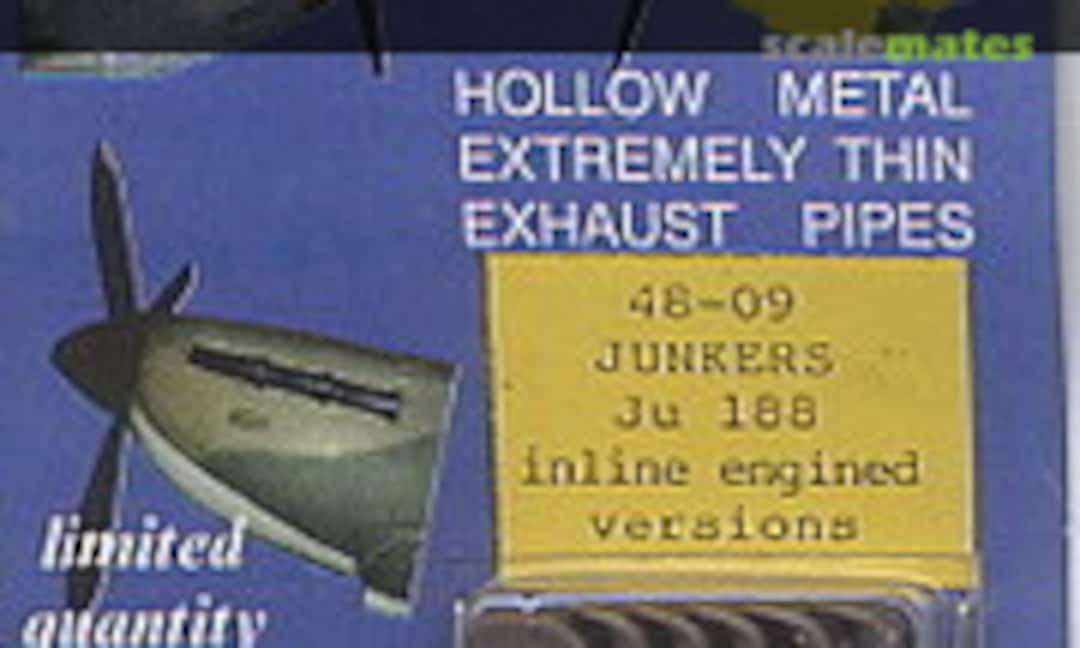 scalemates
HOLLOW METAL
EXTREMELY THIN
EXHAUST PIPES
48-09
JUNKERS
Ju 188
inline engined
versions
limited
quantity